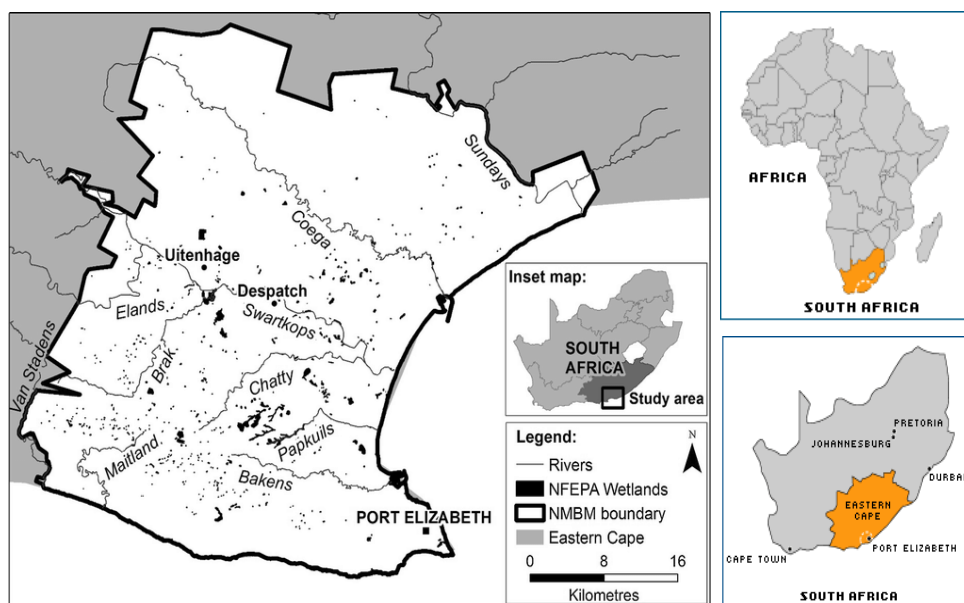 Sundays
Coega
Uitenhage
Despatch
Elands
Swartkops
Van Stadens
Brak
Chatty
Maitland
Papkuils
Bakens
PORT ELIZABETH
Inset map:
SOUTH
AFRICA
Study area
Legend:
N
Rivers
NFEPA Wetlands
NMBM boundary
Eastern Cape
0 8 16
Kilometres
AFRICA
SOUTH AFRICA
PRETORIA
JOHANNESBURG
DURBA
EASTERN
CAPE
PORT ELIZABETH
CAPE TOWN
SOUTH AFRICA